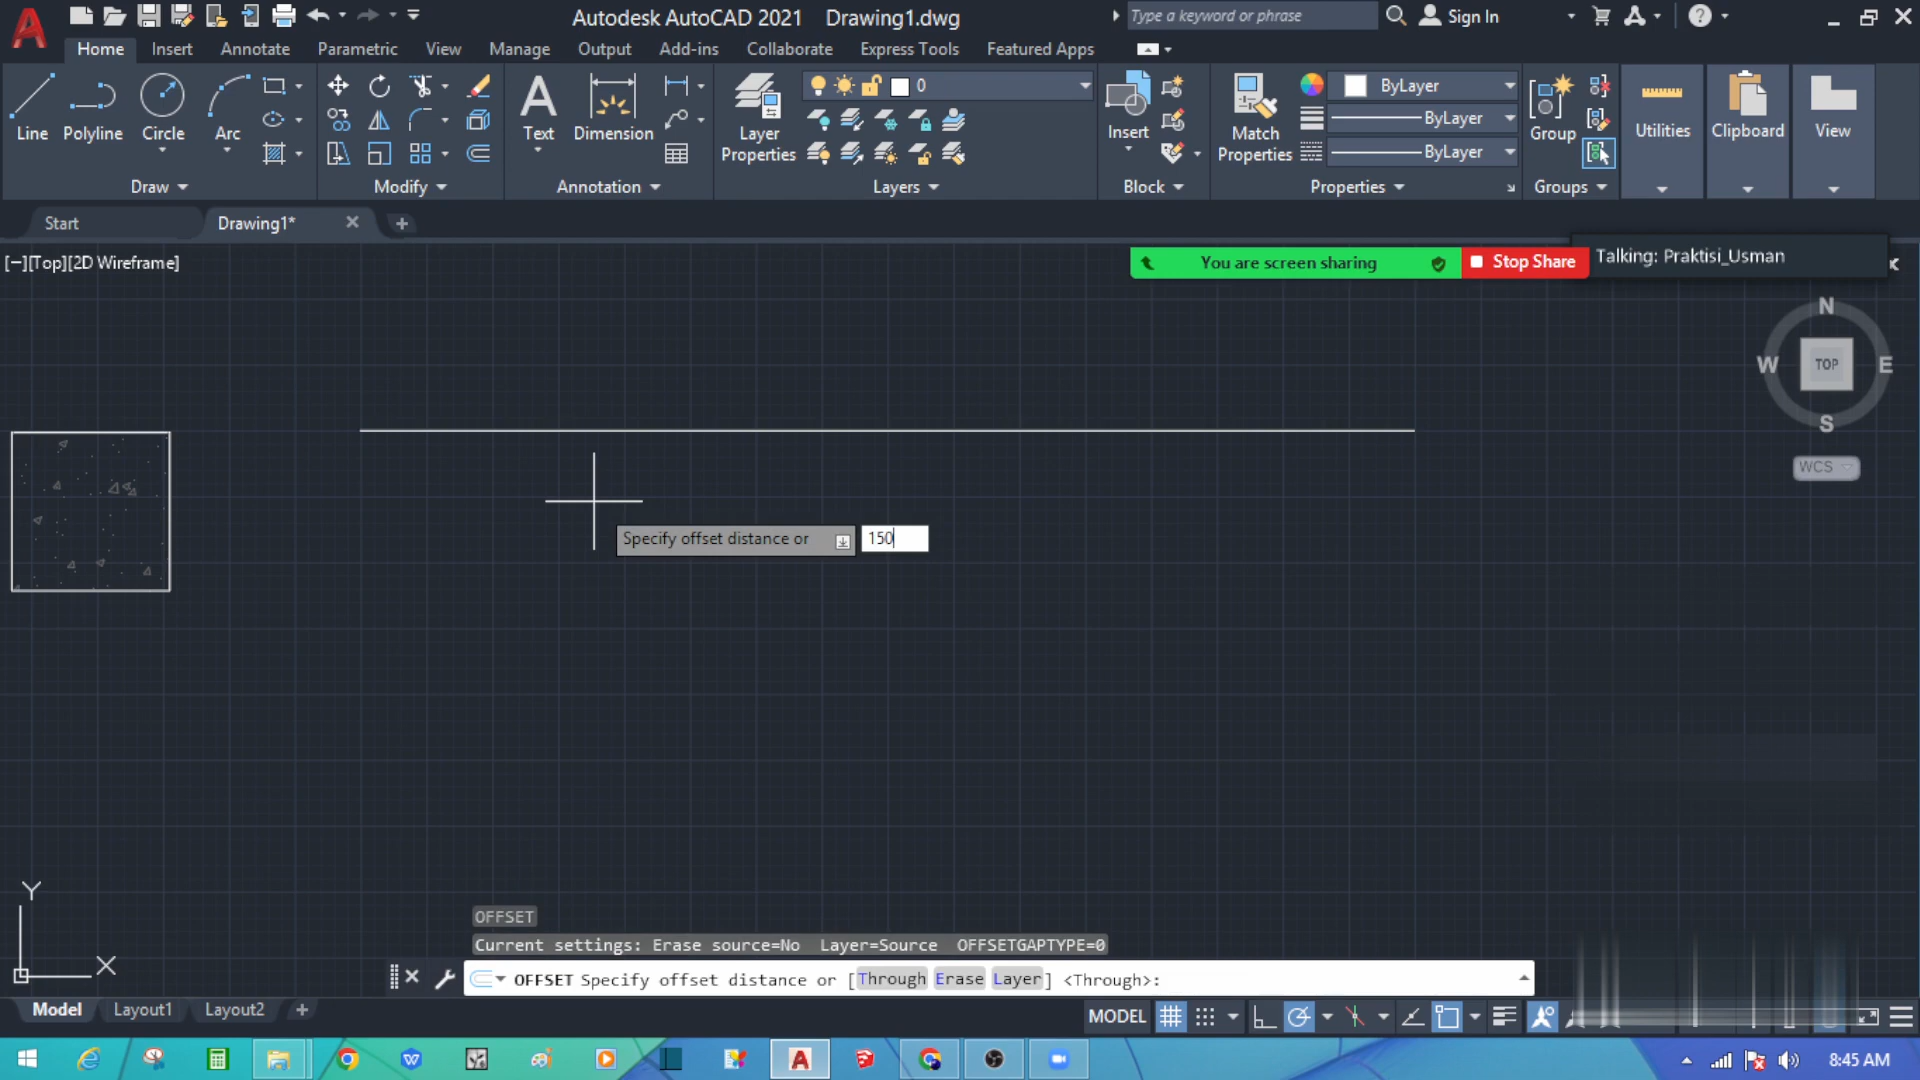 Autodesk AutoCAD 2021 Drawing1.dwg
Type a keyword or phrase
Sign In
Home Insert Annotate Parametric View Manage Output Add-ins Collaborate Express Tools Featured Apps
Line Polyline Circle Arc
Draw
Modify
Text Dimension
Annotation
Layer Properties
0
Layers
Insert
Block
Match Properties
ByLayer
ByLayer
ByLayer
Properties
Group
Groups
Utilities
Clipboard
View
Start Drawing1*
[−][Top][2D Wireframe]
You are screen sharing
Stop Share
Talking: Praktisi_Usman
N
W TOP E
S
WCS
Specify offset distance or 150
Y
X
OFFSET
Current settings: Erase source=No Layer=Source OFFSETGAPTYPE=0
OFFSET Specify offset distance or [Through Erase Layer] <Through>:
Model Layout1 Layout2
MODEL
8:45 AM